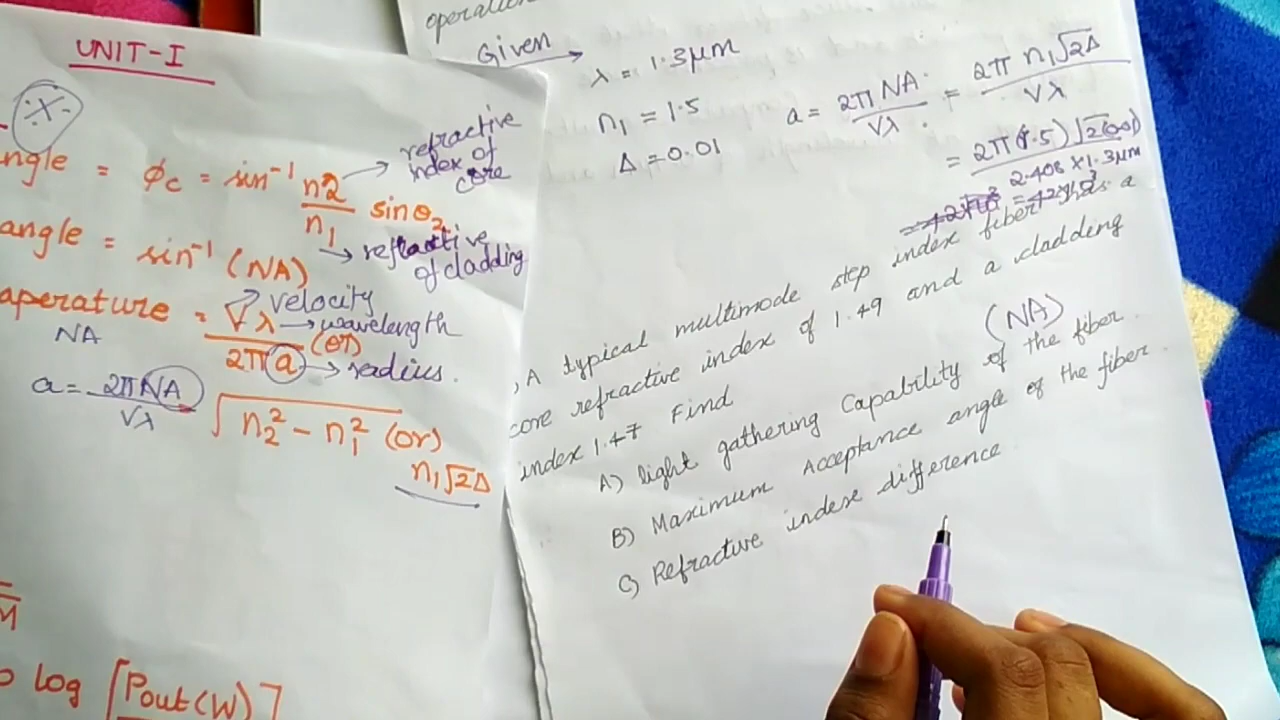 UNIT-I
X
ngle = ϕc = sin⁻¹ n2/n1 sinθ2
refractive
index of
core
angle = sin⁻¹ (NA)
refractive
of cladding
aperature = Vλ/2πa (or)
NA
velocity
wavelength
radius.
a = 2πNA/Vλ
√n2² - n1² (or)
n1√2Δ
log [Pout(W)]
operation
Given
λ = 1.3μm
n1 = 1.5
Δ = 0.01
a = 2πNA/Vλ = 2π n1√2Δ/Vλ
= 2π(1.5)√2(0.01)/2.408 × 1.3μm
, A typical multimode step index fiber has a
core refractive index of 1.49 and a cladding
index 1.47 Find
A) light gathering Capability of the fiber
(NA)
B) Maximum Acceptance angle of the fiber
C) Refractive index difference